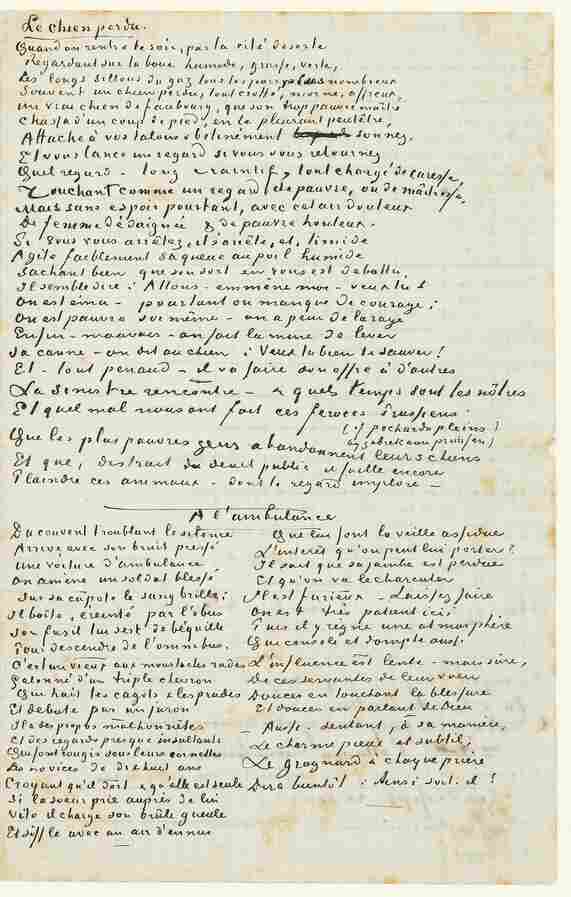 Le chien perdu.
Quand on rentre le soir, par la cité déserte
Regardant sur la boue humide, grasse, verte,
Les longs sillons du gaz tous les jours plus nombreux
Souvent un chien perdu, tout crotté, morne, affreux,
Un vrai chien de faubourg, que son trop pauvre maître
Chassa d'un coup de pied, en le pleurant peut être,
Attache à vos talons obstinément son nez.
Et vous lance un regard si vous vous retournez
Quel regard – long craintif, tout chargé de caresse,
Touchant comme un regard de pauvre, ou de maîtresse,
Mais sans espoir pourtant, avec cet air douteux
De femme dédaignée & de pauvre honteux.
Si vous vous arrêtez, il s'arrête, et, timide
Agite faiblement sa queue au poil humide
Sachant bien que son sort en vous est débattu,
Il semble dire : Allons – emmène moi – veux tu ?
On est ému – pourtant on manque de courage ;
On est pauvre soi même – on a peur de la rage
Enfin – mauvais – on fait la mine de lever
Sa canne – on dit au chien : Veux tu bien te sauver !
Et – tout penaud – il va faire son offre à d'autres
La sinistre rencontre – & quels temps sont les nôtres
Et quel mal nous ont fait ces féroces Prussiens
(ces pochards pleins)
Que les plus pauvres gens abandonnent leurs chiens
Et que, distrait du deuil public il faille encore
Plaindre ces animaux – dont le regard implore –
A l'ambulance
Du couvent troublant le silence
Arrive avec son bruit pressé
Une voiture d'ambulance
On amène un soldat blessé
Sur sa capote le sang brille ;
Il boîte, éreinté par l'obus
Son fusil lui sert de béquille
Pour descendre de l'omnibus.
C'est un vieux aux moustaches rudes
Galonné d'un triple chevron
Qui hait les cagots & les prudes
Et débute par un juron
Il a des propos malhonnêtes
Et des regards presque insultants
Qui font rougir sous leurs cornettes
Les novices de dix huit ans
Croyant qu'il dort & qu'elle est seule
Si la soeur prie auprès de lui
Vite il charge son brûle gueule
Et siffle avec un air d'ennui
Que lui font la veille assidue
L'intérêt qu'on peut lui porter ?
Il sait que sa jambe est perdue
Et qu'on va le charcuter
Il est furieux – Laissez faire
On est très patient ici
Puis il y règne une atmosphère
Qui console et dompte aussi
L'influence est lente – mais sûre,
De ces servantes de leur voeu
Douces en touchant la blessure
Et douces en parlant de Dieu
– Aussi – sentant, à sa manière,
Le charme pieux et subtil,
Le Grognard à chaque prière
Dira bientôt : Ainsi soit-il !